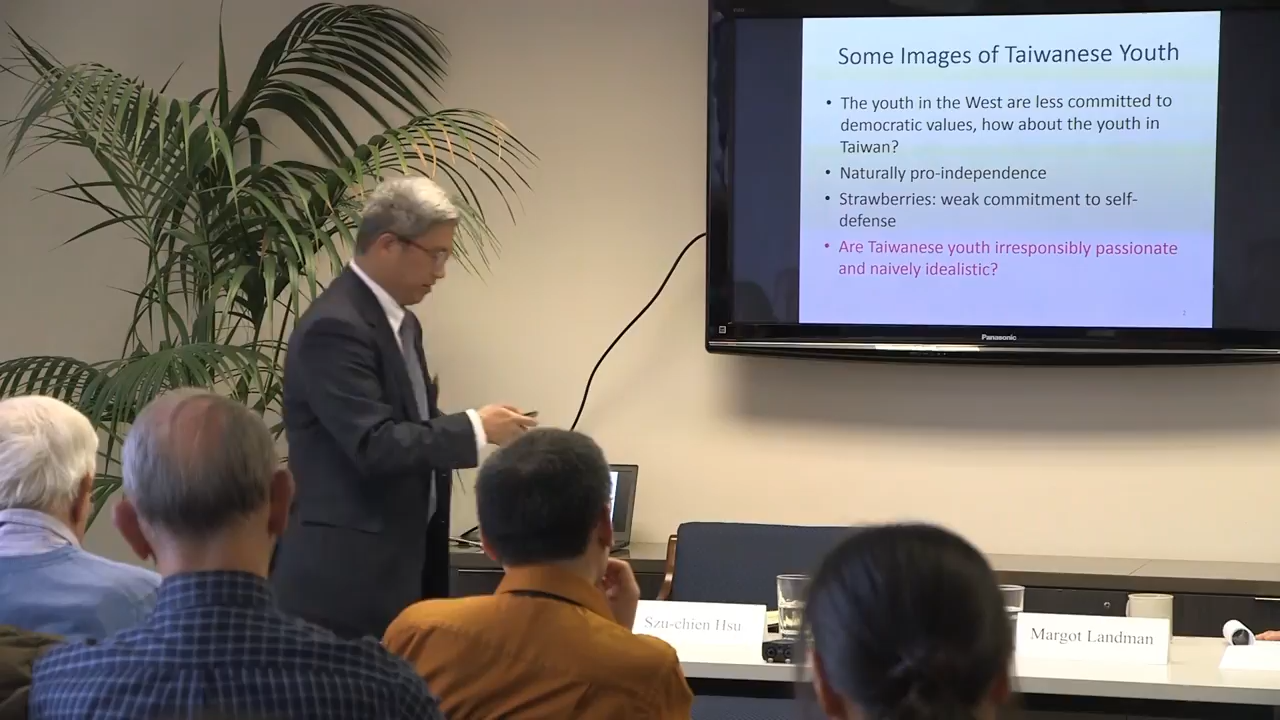 Some Images of Taiwanese Youth
• The youth in the West are less committed to
democratic values, how about the youth in
Taiwan?
• Naturally pro-independence
• Strawberries: weak commitment to self-
defense
• Are Taiwanese youth irresponsibly passionate
and naively idealistic?
2
Panasonic
Szu-chien Hsu
Margot Landman